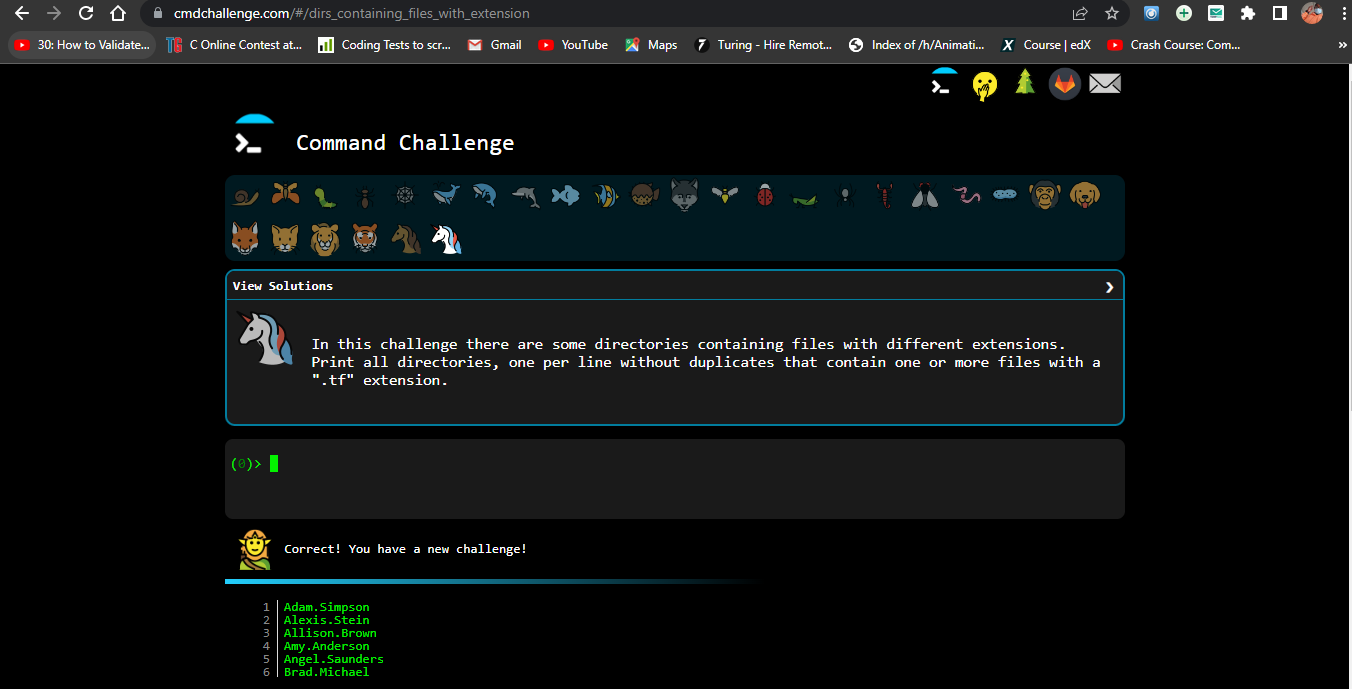 cmdchallenge.com/#/dirs_containing_files_with_extension
30: How to Validate... TG C Online Contest at... Coding Tests to scr... Gmail YouTube Maps 7 Turing - Hire Remot... Index of /h/Animati... X Course | edX Crash Course: Com... »
Command Challenge
View Solutions
In this challenge there are some directories containing files with different extensions.
Print all directories, one per line without duplicates that contain one or more files with a
".tf" extension.
(0)>
Correct! You have a new challenge!
1 Adam.Simpson
2 Alexis.Stein
3 Allison.Brown
4 Amy.Anderson
5 Angel.Saunders
6 Brad.Michael